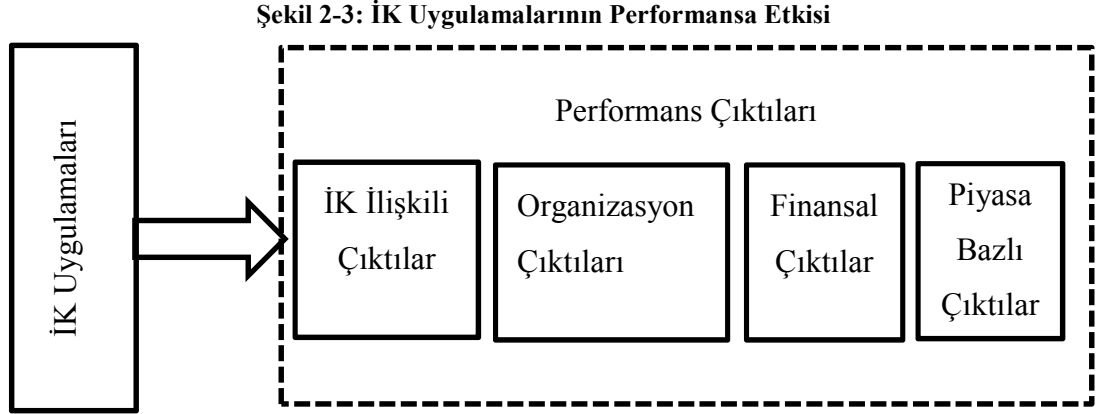 Şekil 2-3: İK Uygulamalarının Performansa Etkisi
İK Uygulamaları
Performans Çıktıları
İK İlişkili
Çıktılar
Organizasyon
Çıktıları
Finansal
Çıktılar
Piyasa
Bazlı
Çıktılar